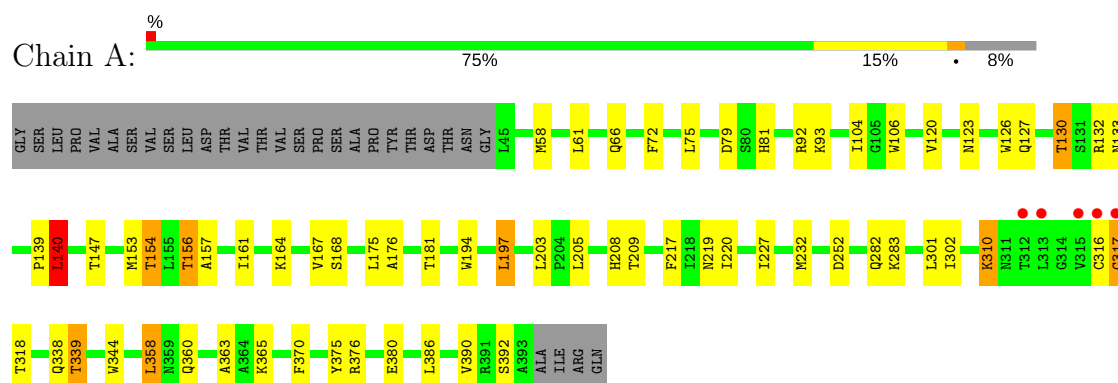 %
Chain A:
75% 15% • 8%
GLY SER LEU PRO VAL ALA SER VAL SER LEU ASP THR VAL THR VAL SER PRO SER ALA PRO TYR THR ASP THR ASN GLY L45 M58 L61 Q66 F72 L75 D79 S80 H81 R92 K93 I104 G105 W106 V120 N123 W126 Q127 T130 S131 R132 N133
P139 L140 T147 M153 T154 L155 T156 A157 I161 K164 V167 S168 L175 A176 T181 W194 L197 L203 P204 L205 H208 T209 F217 I218 N219 I220 I227 M232 D252 Q282 K283 L301 I302 K310 N311 T312 L313 G314 V315 C316 G317
T318 Q338 T339 W344 L358 N359 Q360 A363 A364 K365 F370 Y375 R376 E380 L386 V390 R391 S392 A393 ALA ILE ARG GLN